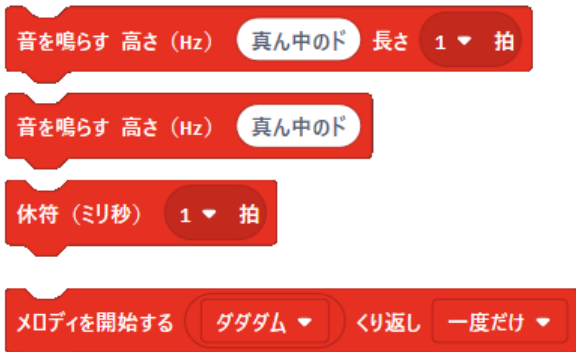 音を鳴らす 高さ（Hz） 真ん中のド 長さ 1 拍
音を鳴らす 高さ（Hz） 真ん中のド
休符（ミリ秒） 1 拍
メロディを開始する ダダダム くり返し 一度だけ